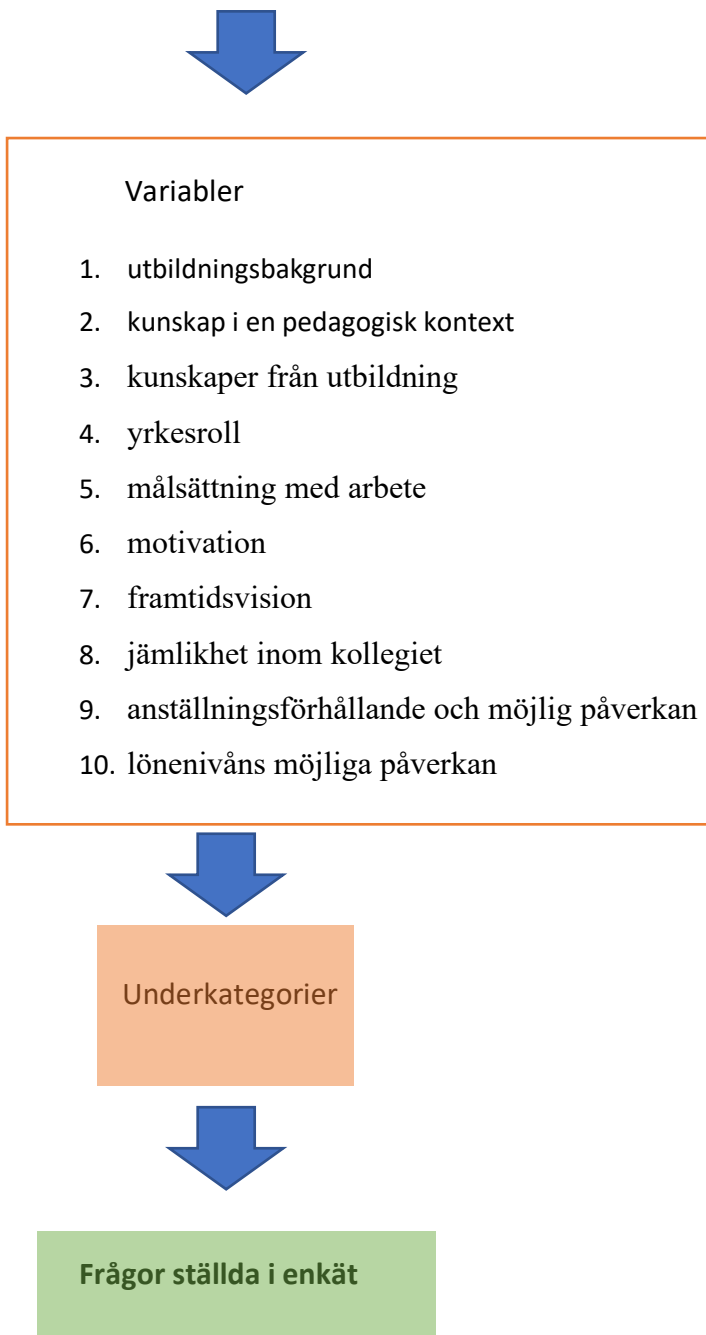 Variabler
1. utbildningsbakgrund
2. kunskap i en pedagogisk kontext
3. kunskaper från utbildning
4. yrkesroll
5. målsättning med arbete
6. motivation
7. framtidsvision
8. jämlikhet inom kollegiet
9. anställningsförhållande och möjlig påverkan
10. lönenivåns möjliga påverkan
Underkategorier
Frågor ställda i enkät